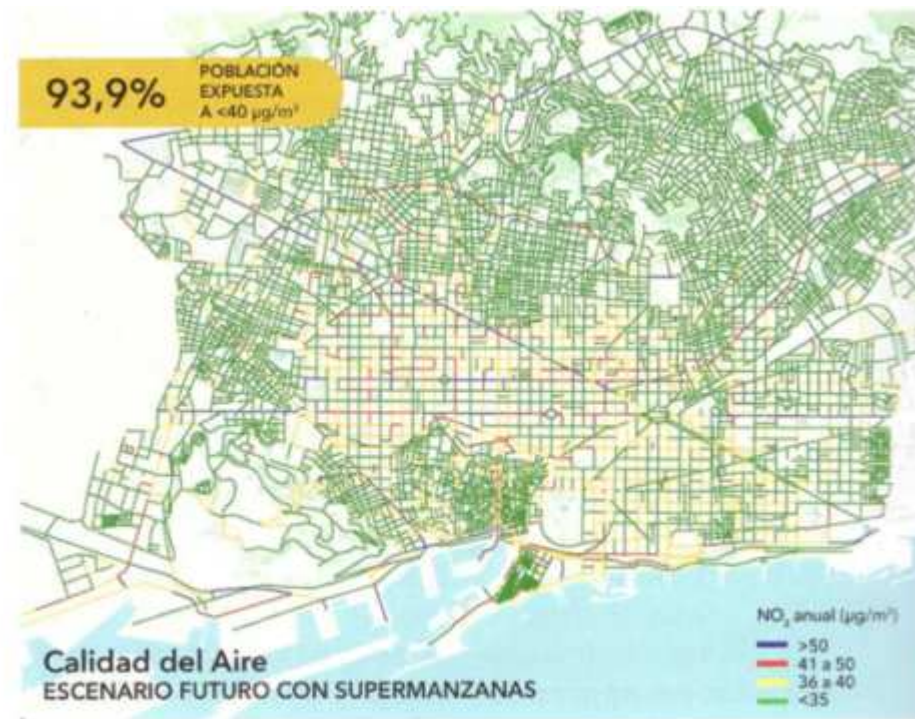 93,9%
POBLACIÓN
EXPUESTA
A <40 µg/m³
NO₂ anual (µg/m³)
>50
41 a 50
36 a 40
<35
Calidad del Aire
ESCENARIO FUTURO CON SUPERMANZANAS